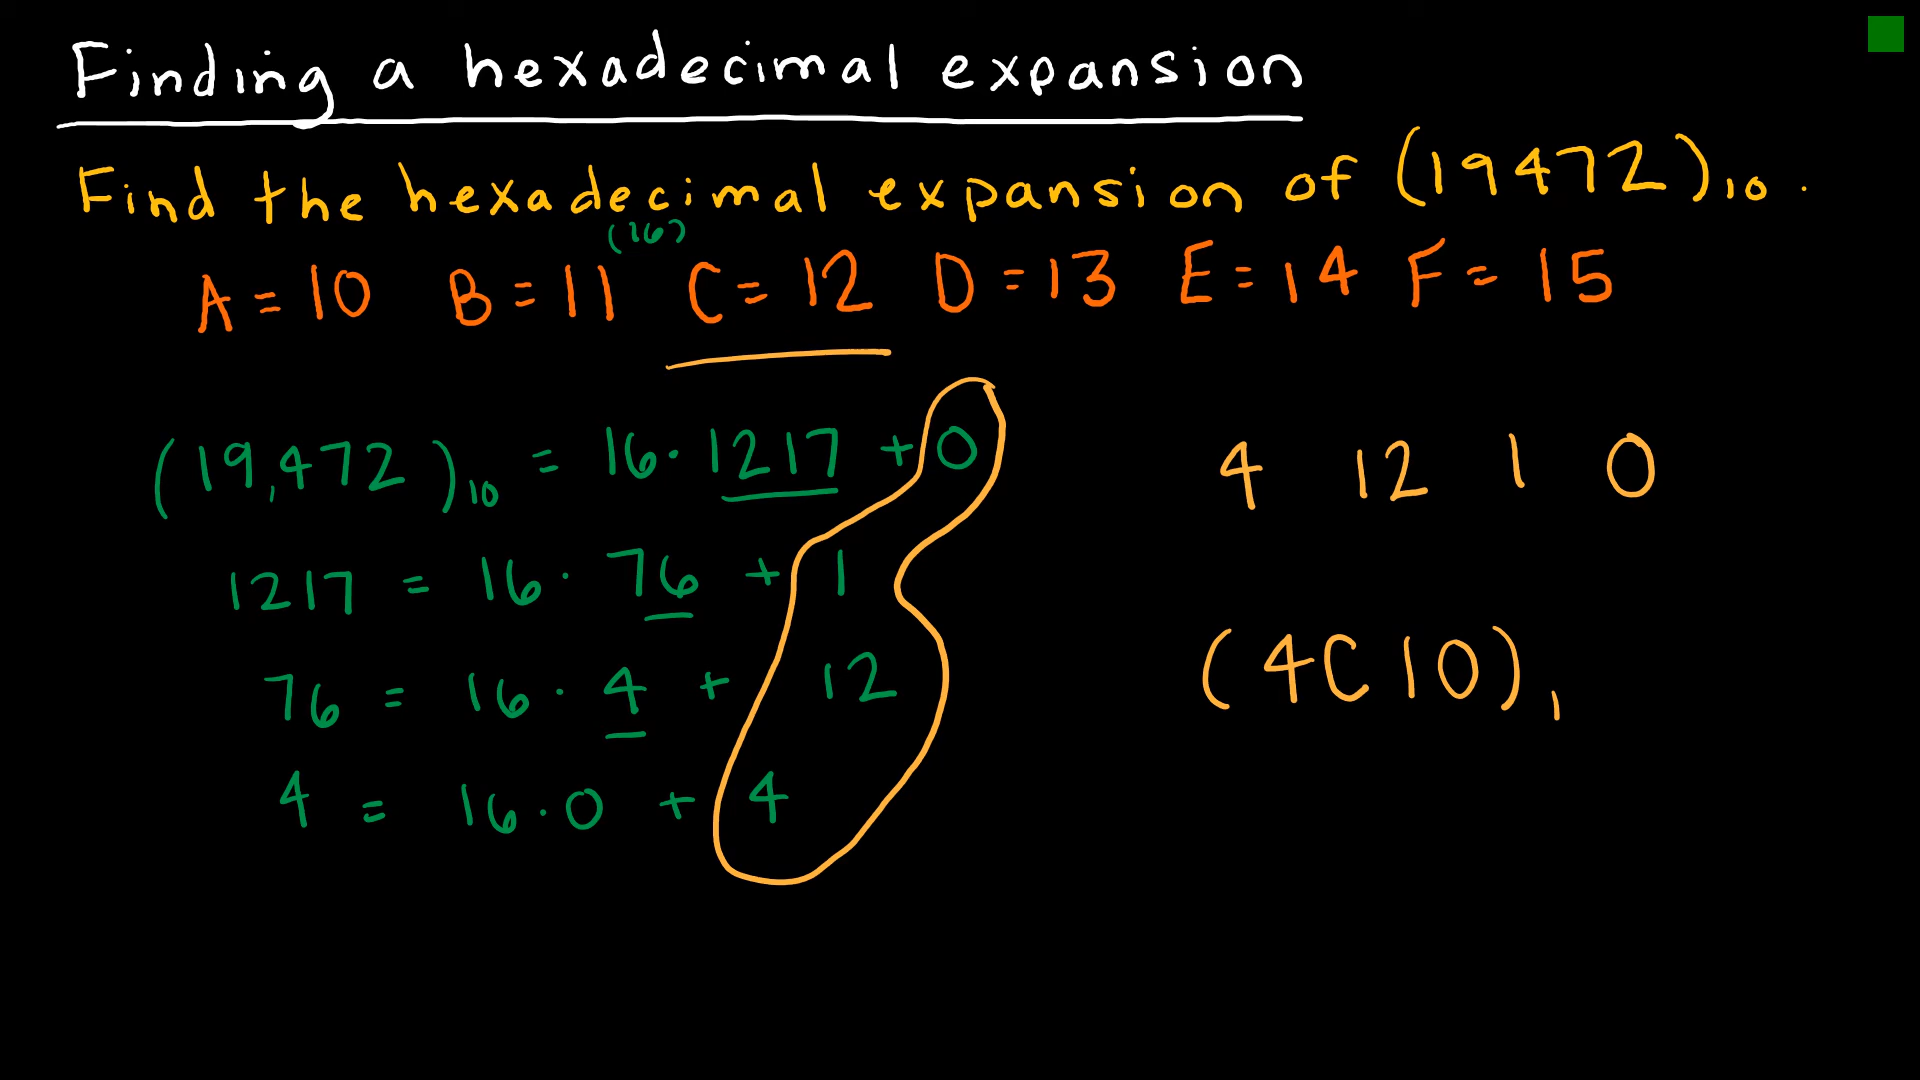 Finding a hexadecimal expansion
Find the hexadecimal expansion of (19472)₁₀.
(16)
A = 10 B = 11 C = 12 D = 13 E = 14 F = 15
(19,472)₁₀ = 16 · 1217 + 0
1217 = 16 · 76 + 1
76 = 16 · 4 + 12
4 = 16 · 0 + 4
4 12 1 0
(4C10)₁